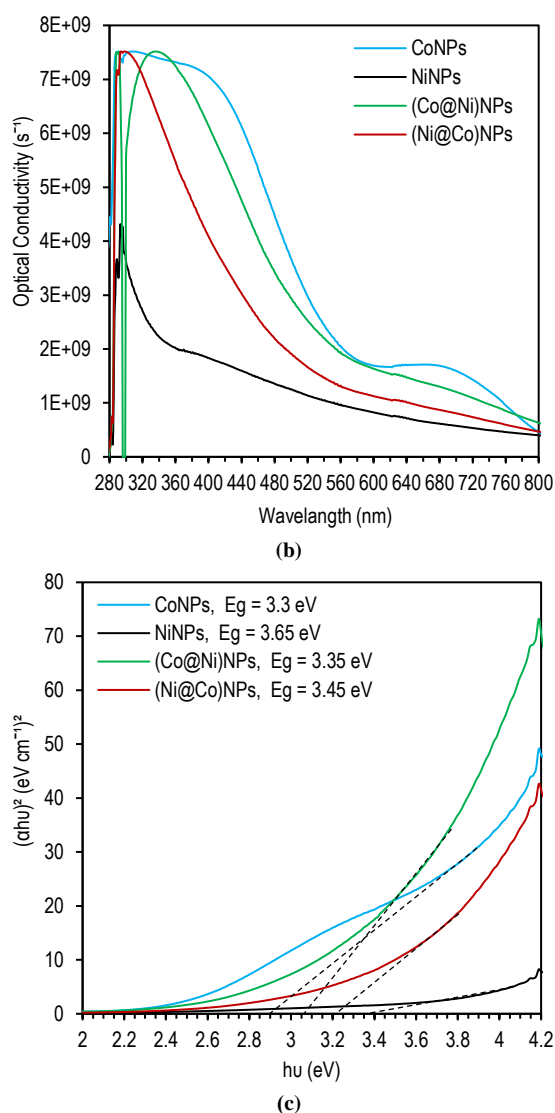 8E+09
7E+09
6E+09
5E+09
4E+09
3E+09
2E+09
1E+09
0
Optical Conductivity (s⁻¹)
CoNPs
NiNPs
(Co@Ni)NPs
(Ni@Co)NPs
280 320 360 400 440 480 520 560 600 640 680 720 760 800
Wavelangth (nm)
(b)
80
70
60
50
40
30
20
10
0
(αhυ)² (eV cm⁻¹)²
CoNPs, Eg = 3.3 eV
NiNPs, Eg = 3.65 eV
(Co@Ni)NPs, Eg = 3.35 eV
(Ni@Co)NPs, Eg = 3.45 eV
2 2.2 2.4 2.6 2.8 3 3.2 3.4 3.6 3.8 4 4.2
hυ (eV)
(c)